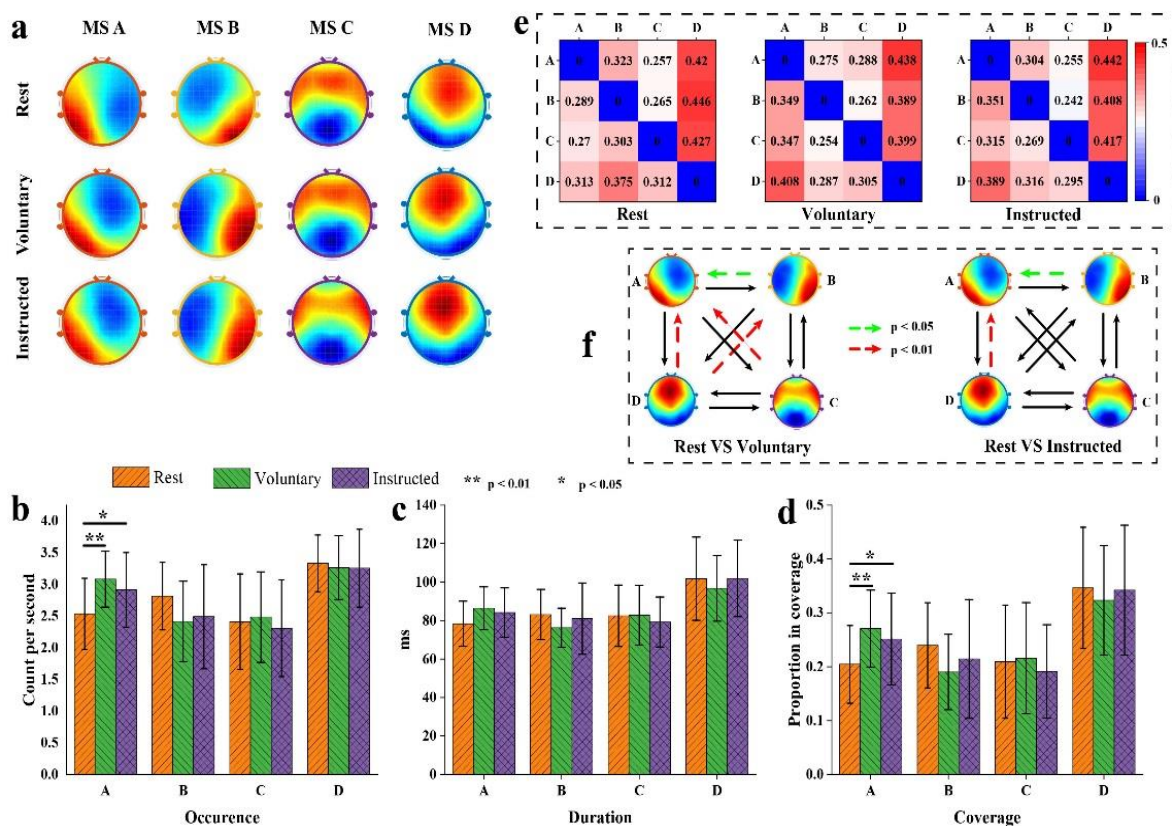 a
MS A MS B MS C MS D
Rest
Voluntary
Instructed
e
A B C D
A 0 0.323 0.257 0.42
B 0.289 0 0.265 0.446
C 0.27 0.303 0 0.427
D 0.313 0.375 0.312 0
Rest
A B C D
A 0 0.275 0.288 0.438
B 0.349 0 0.262 0.389
C 0.347 0.254 0 0.399
D 0.408 0.287 0.305 0
Voluntary
A B C D
A 0 0.304 0.255 0.442
B 0.351 0 0.242 0.408
C 0.315 0.269 0 0.417
D 0.389 0.316 0.295 0
Instructed
0.5
0
f
A B
D C
Rest VS Voluntary
p < 0.05
p < 0.01
A B
D C
Rest VS Instructed
Rest Voluntary Instructed ** p < 0.01 * p < 0.05
b
Count per second
4.0
3.5
3.0
2.5
2.0
1.5
1.0
0.5
0.0
*
**
A B C D
Occurence
c
ms
140
120
100
80
60
40
20
0
A B C D
Duration
d
Proportion in coverage
0.5
0.4
0.3
0.2
0.1
0.0
*
**
A B C D
Coverage